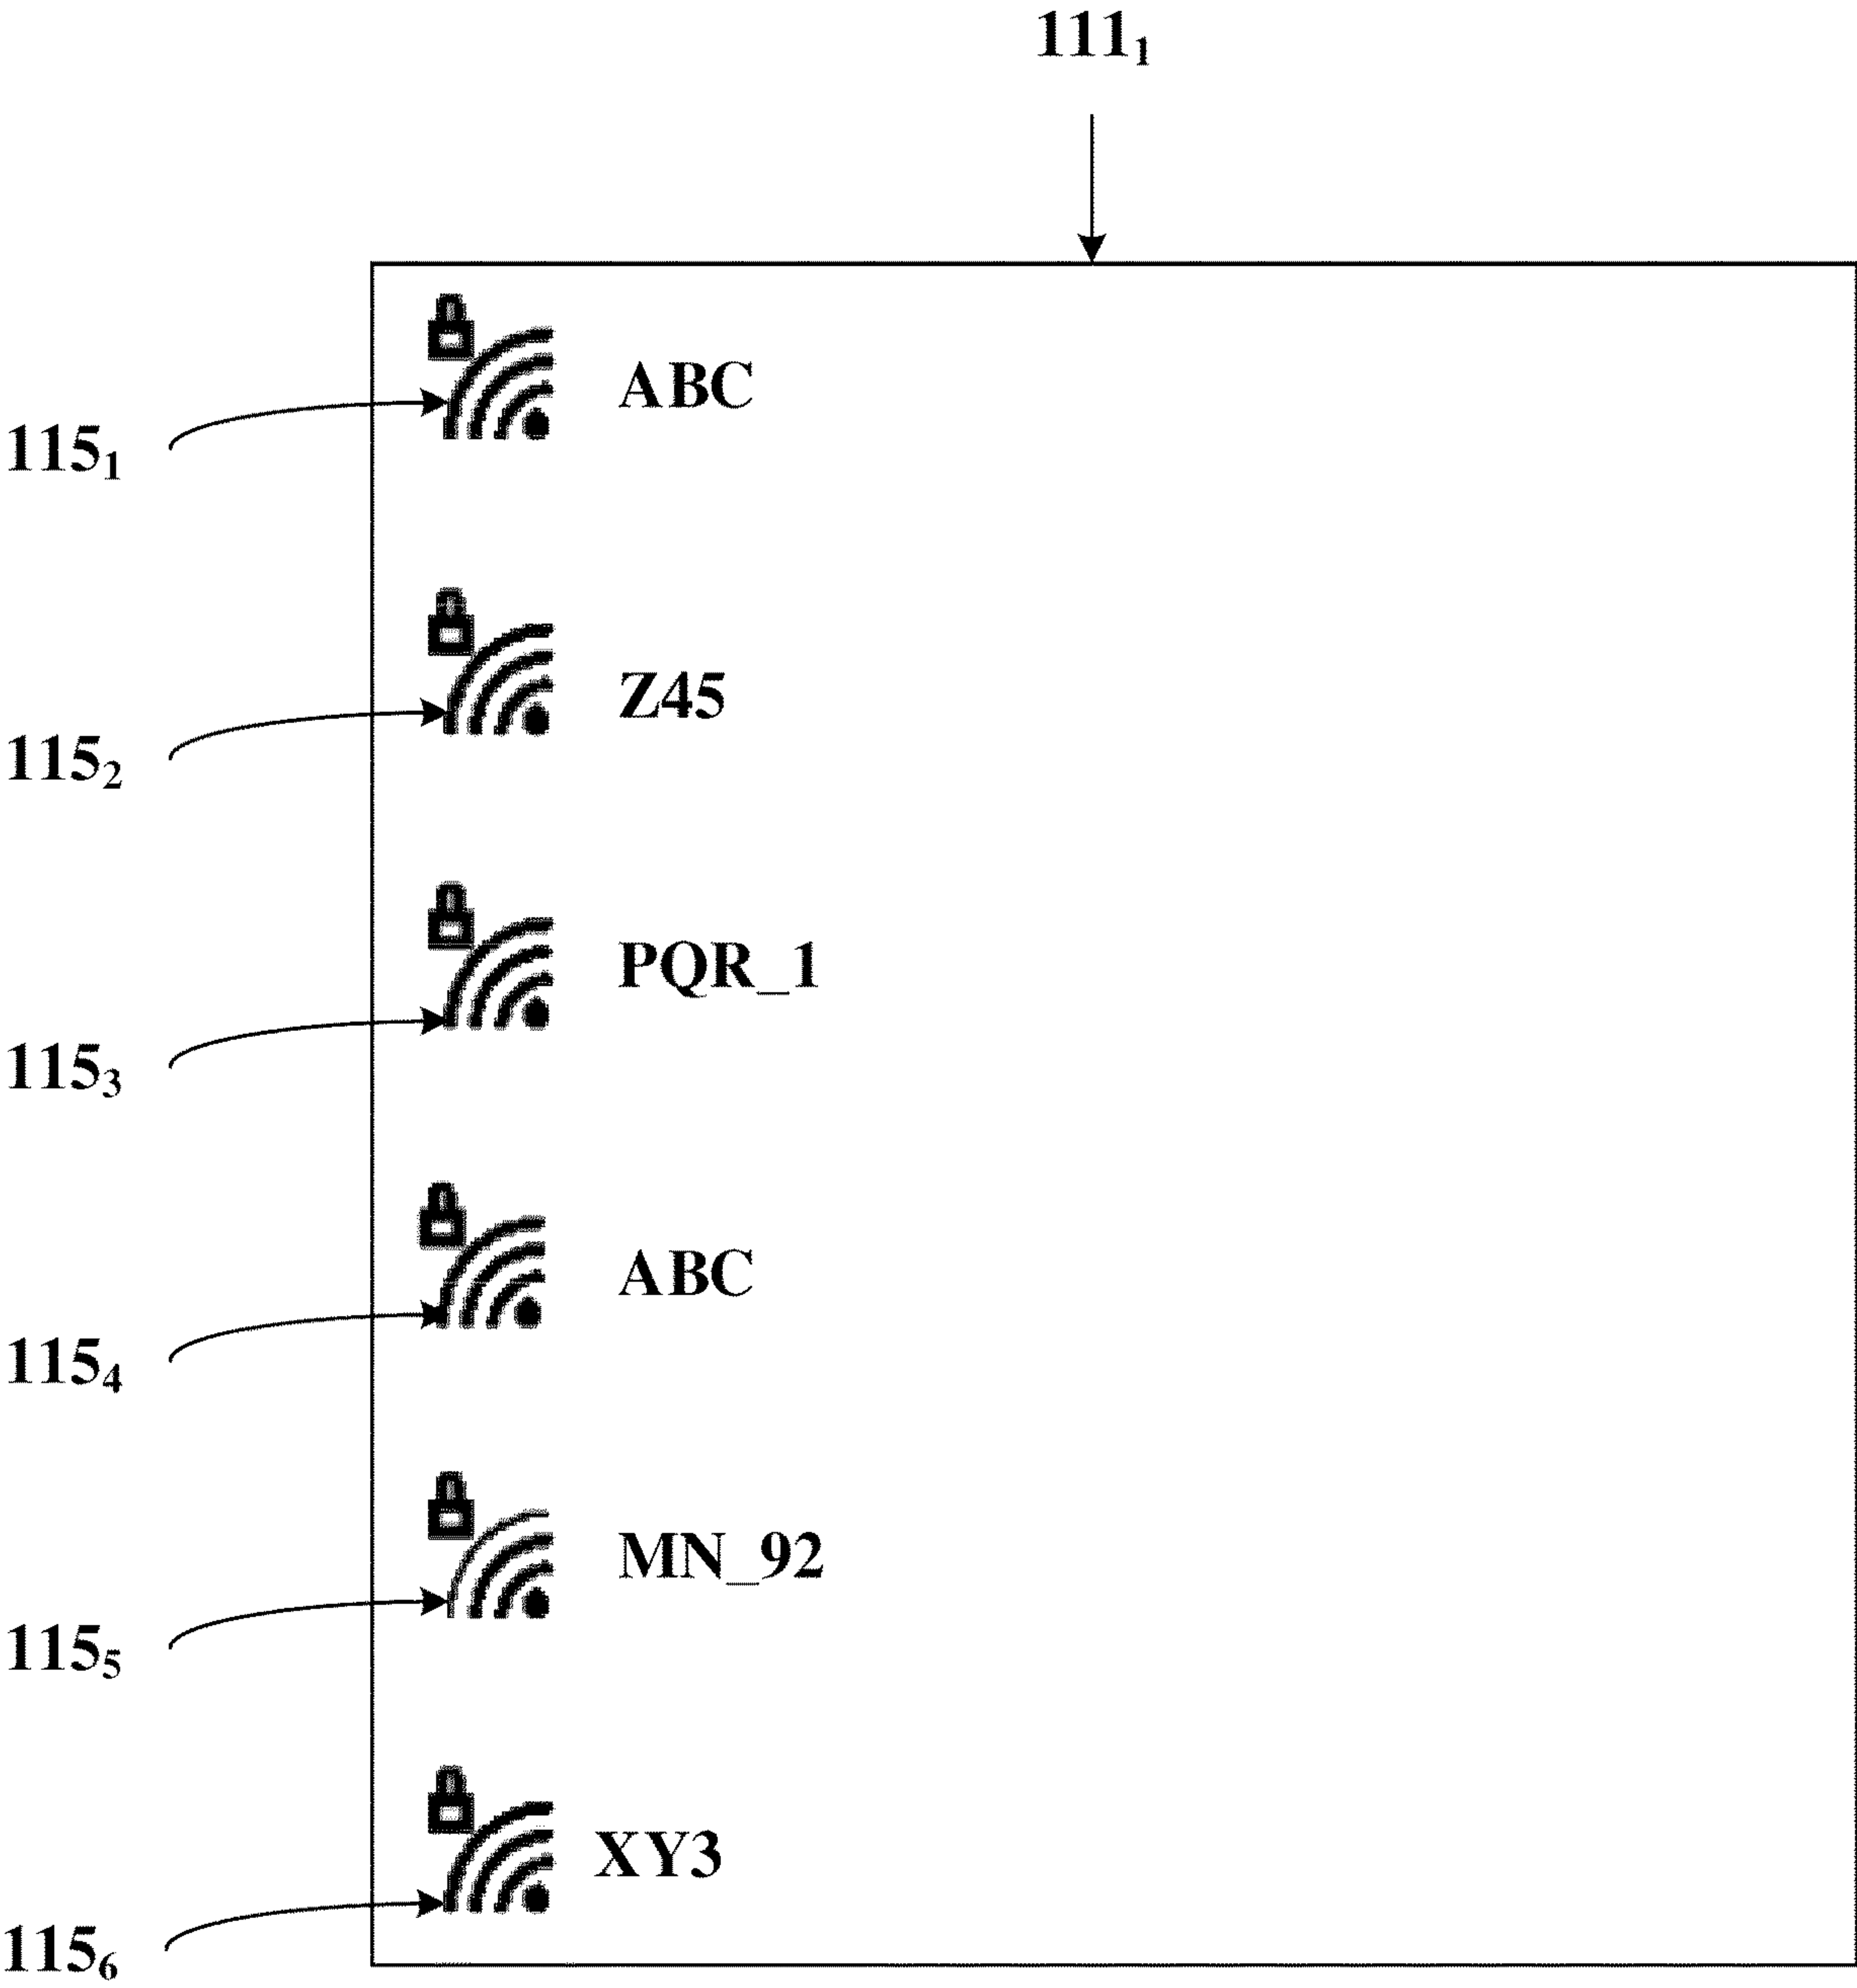 111₁
ABC
115₁
Z45
115₂
PQR_1
115₃
ABC
115₄
MN_92
115₅
XY3
115₆